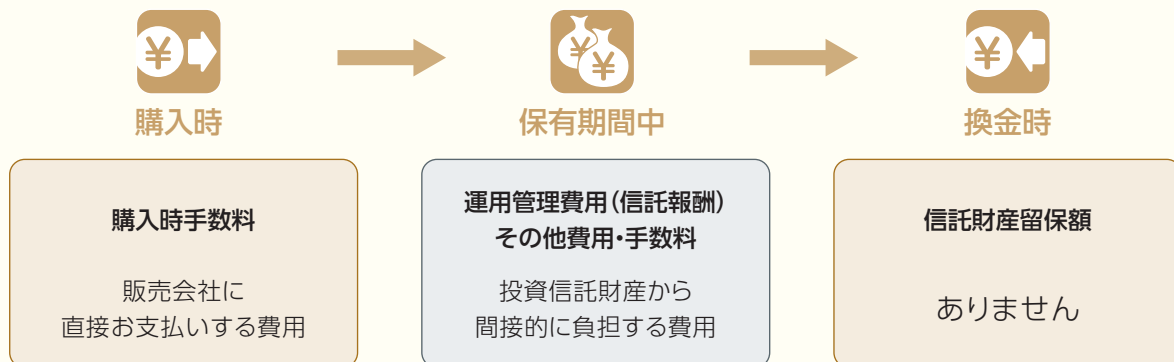 購入時
保有期間中
換金時
購入時手数料
販売会社に
直接お支払いする費用
運用管理費用(信託報酬)
その他費用・手数料
投資信託財産から
間接的に負担する費用
信託財産留保額
ありません